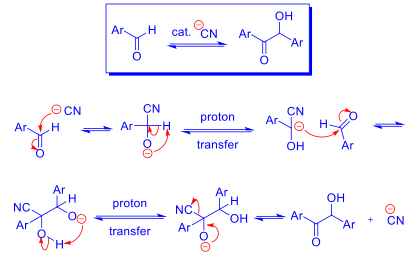 OH
Ar H cat. ⊖CN Ar Ar
O O
⊖CN CN CN O
Ar H Ar H proton Ar ⊖ H
O O transfer OH Ar
⊖ 
Ar Ar
NC H proton NC H OH
Ar O⊖ transfer Ar OH Ar Ar + ⊖CN
O H O O
⊖